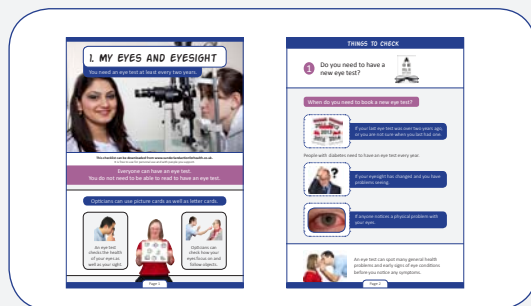 1. MY EYES AND EYESIGHT
You need an eye test at least every two years.
This checklist can be downloaded from www.understandingintohealth.co.uk.
Everyone can have an eye test.
You do not need to be able to read to have an eye test.
Opticians can use picture cards as well as letter cards.
An eye test
checks the health
of your eyes as
well as your sight.
Opticians can
check how your
eyes focus on and
follow objects.
Page 2
THINGS TO CHECK
1
Do you need to have a
new eye test?
When do you need to book a new eye test?
If your last eye test was over two years ago,
or you are not sure when you last had one.
People with diabetes need to have an eye test every year.
?
If your eyesight has changed and you have
problems seeing.
If anyone notices a physical problem with
your eyes.
An eye test can spot many general health
problems and early signs of eye conditions
before you notice any symptoms.